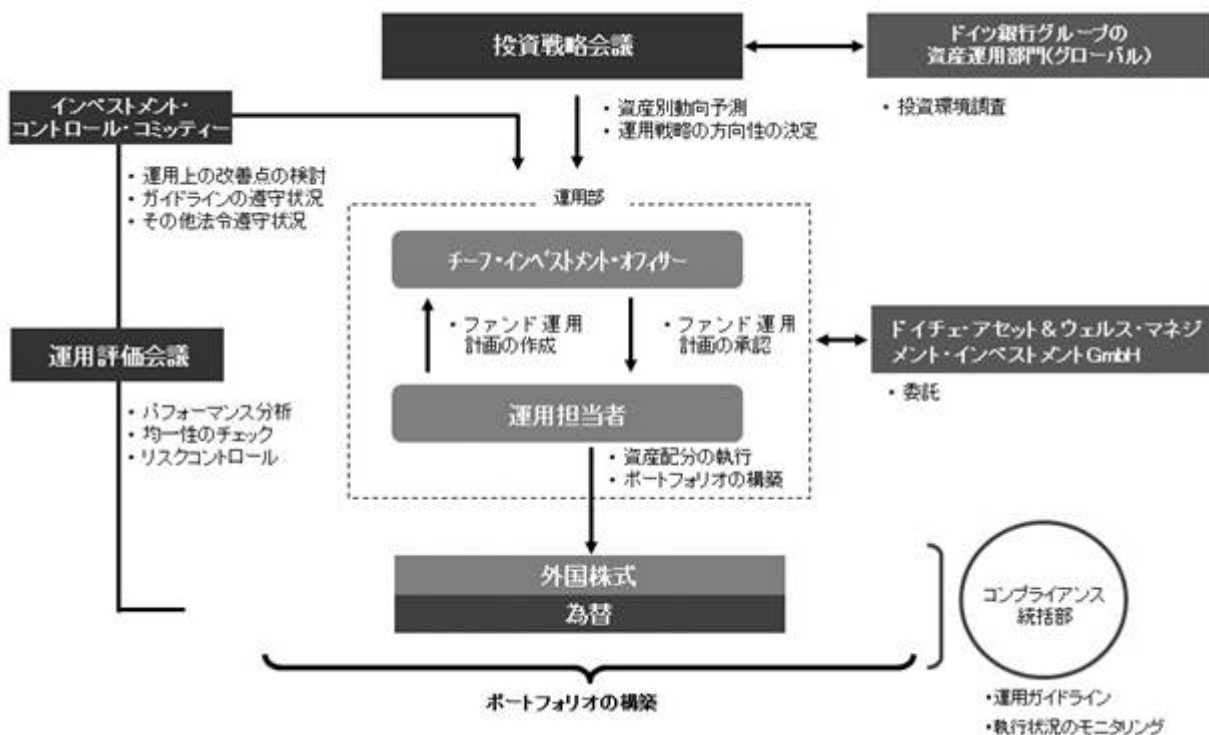 投資戦略会議
ドイツ銀行グループの
資産運用部門(グローバル)
・投資環境調査
・資産別動向予測
・運用戦略の方向性の決定
インベストメント・
コントロール・コミッティー
・運用上の改善点の検討
・ガイドラインの遵守状況
・その他法令遵守状況
運用部
チーフ・インベストメント・オフィサー
・ファンド運用
計画の作成
・ファンド運用
計画の承認
ドイチェ・アセット&ウェルス・マネジ
メント・インベストメントGmbH
・委託
運用評価会議
・パフォーマンス分析
・均一性のチェック
・リスクコントロール
運用担当者
・資産配分の執行
・ポートフォリオの構築
外国株式
為替
ポートフォリオの構築
コンプライアンス
統括部
・運用ガイドライン
・執行状況のモニタリング